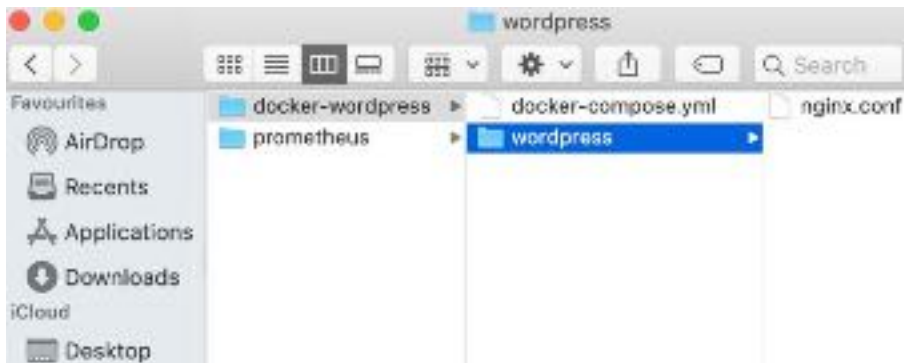 wordpress
Search
Favourites
AirDrop
Recents
Applications
Downloads
iCloud
Desktop
docker-wordpress
prometheus
docker-compose.yml
wordpress
nginx.conf